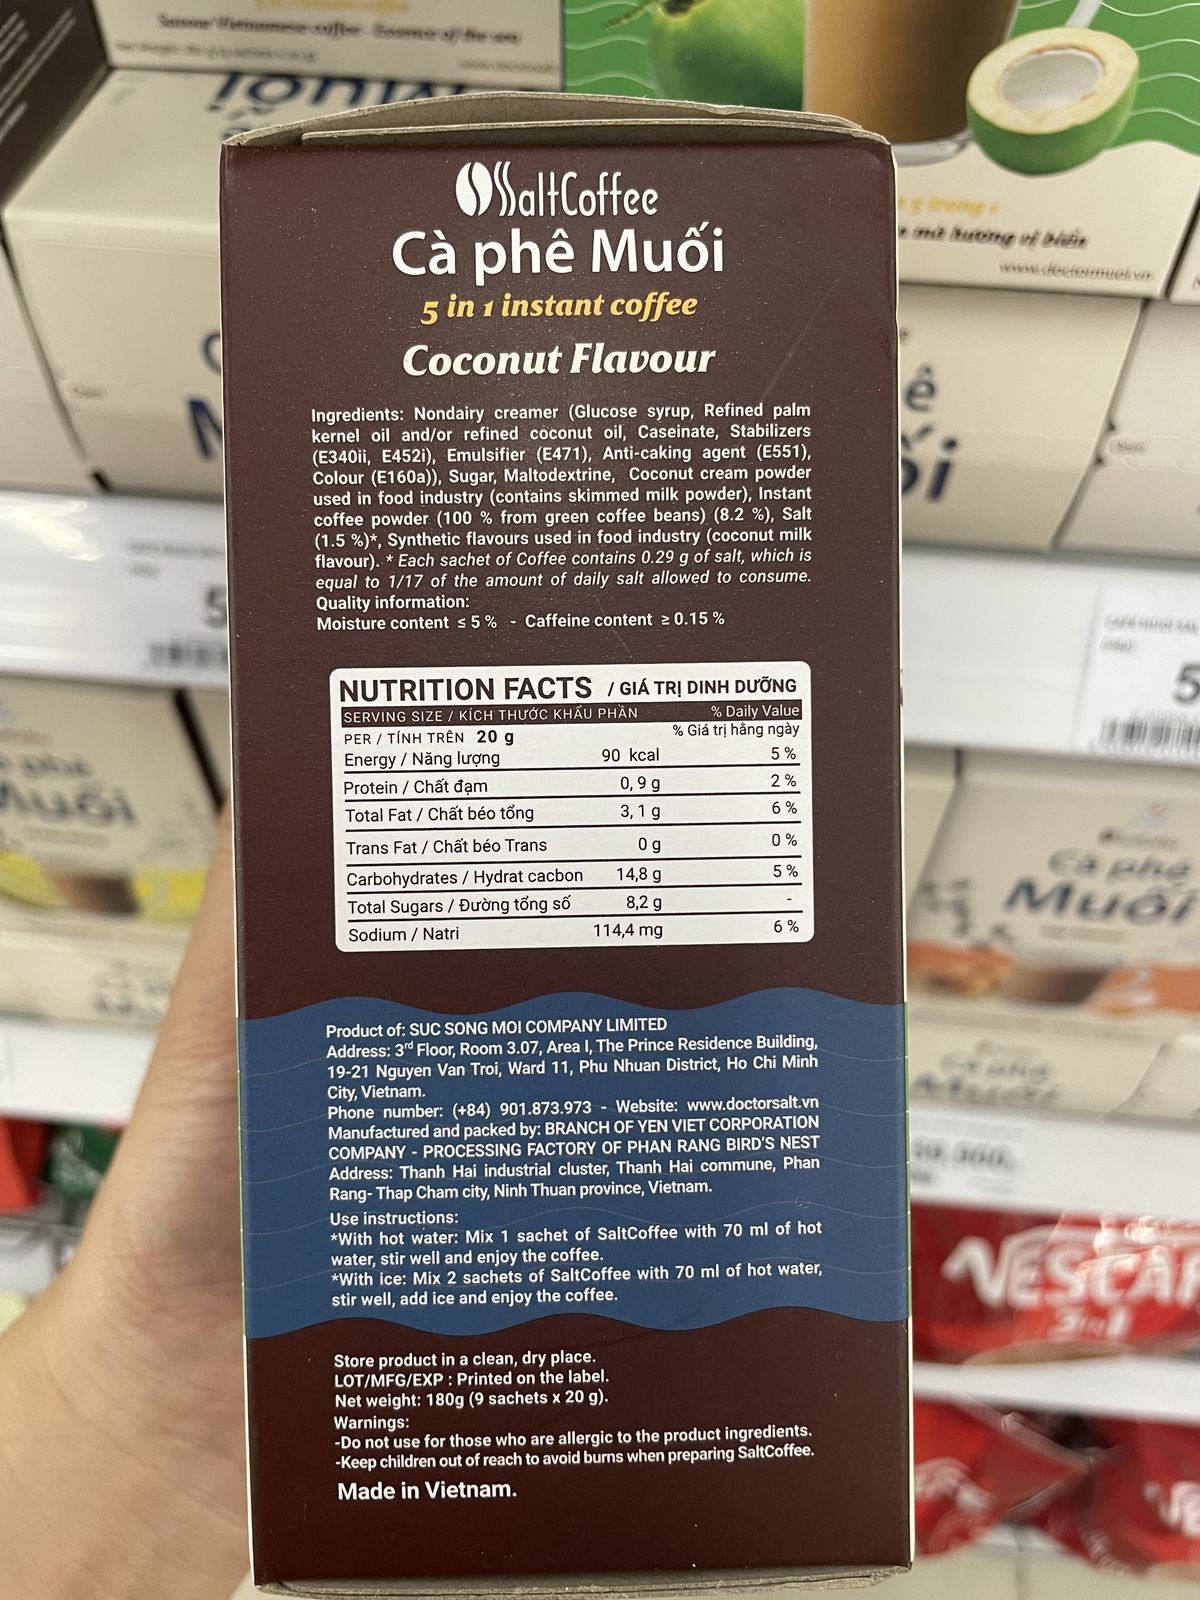 Savour Vietnamese coffee - Essence of the sea
SaltCoffee
Cà phê Muối
5 in 1 instant coffee
Coconut Flavour
Ingredients: Nondairy creamer (Glucose syrup, Refined palm
kernel oil and/or refined coconut oil, Caseinate, Stabilizers
(E340ii, E452i), Emulsifier (E471), Anti-caking agent (E551),
Colour (E160a)), Sugar, Maltodextrine, Coconut cream powder
used in food industry (contains skimmed milk powder), Instant
coffee powder (100 % from green coffee beans) (8.2 %), Salt
(1.5 %)*, Synthetic flavours used in food industry (coconut milk
flavour). * Each sachet of Coffee contains 0.29 g of salt, which is
equal to 1/17 of the amount of daily salt allowed to consume.
Quality information:
Moisture content ≤ 5 % - Caffeine content ≥ 0.15 %
NUTRITION FACTS / GIÁ TRỊ DINH DƯỠNG
SERVING SIZE / KÍCH THƯỚC KHẨU PHẦN % Daily Value
PER / TÍNH TRÊN 20 g % Giá trị hằng ngày
Energy / Năng lượng 90 kcal 5 %
Protein / Chất đạm 0,9 g 2 %
Total Fat / Chất béo tổng 3,1 g 6 %
Trans Fat / Chất béo Trans 0 g 0 %
Carbohydrates / Hydrat cacbon 14,8 g 5 %
Total Sugars / Đường tổng số 8,2 g -
Sodium / Natri 114,4 mg 6 %
Product of: SUC SONG MOI COMPANY LIMITED
Address: 3rd Floor, Room 3.07, Area I, The Prince Residence Building,
19-21 Nguyen Van Troi, Ward 11, Phu Nhuan District, Ho Chi Minh
City, Vietnam.
Phone number: (+84) 901.873.973 - Website: www.doctorsalt.vn
Manufactured and packed by: BRANCH OF YEN VIET CORPORATION
COMPANY - PROCESSING FACTORY OF PHAN RANG BIRD'S NEST
Address: Thanh Hai industrial cluster, Thanh Hai commune, Phan
Rang- Thap Cham city, Ninh Thuan province, Vietnam.
Use instructions:
*With hot water: Mix 1 sachet of SaltCoffee with 70 ml of hot
water, stir well and enjoy the coffee.
*With ice: Mix 2 sachets of SaltCoffee with 70 ml of hot water,
stir well, add ice and enjoy the coffee.
Store product in a clean, dry place.
LOT/MFG/EXP : Printed on the label.
Net weight: 180g (9 sachets x 20 g).
Warnings:
-Do not use for those who are allergic to the product ingredients.
-Keep children out of reach to avoid burns when preparing SaltCoffee.
Made in Vietnam.
5 trong
mà hương vị biển
www.doctormuoi.vn
Cà phê
Muối
NESCAF
3IN1